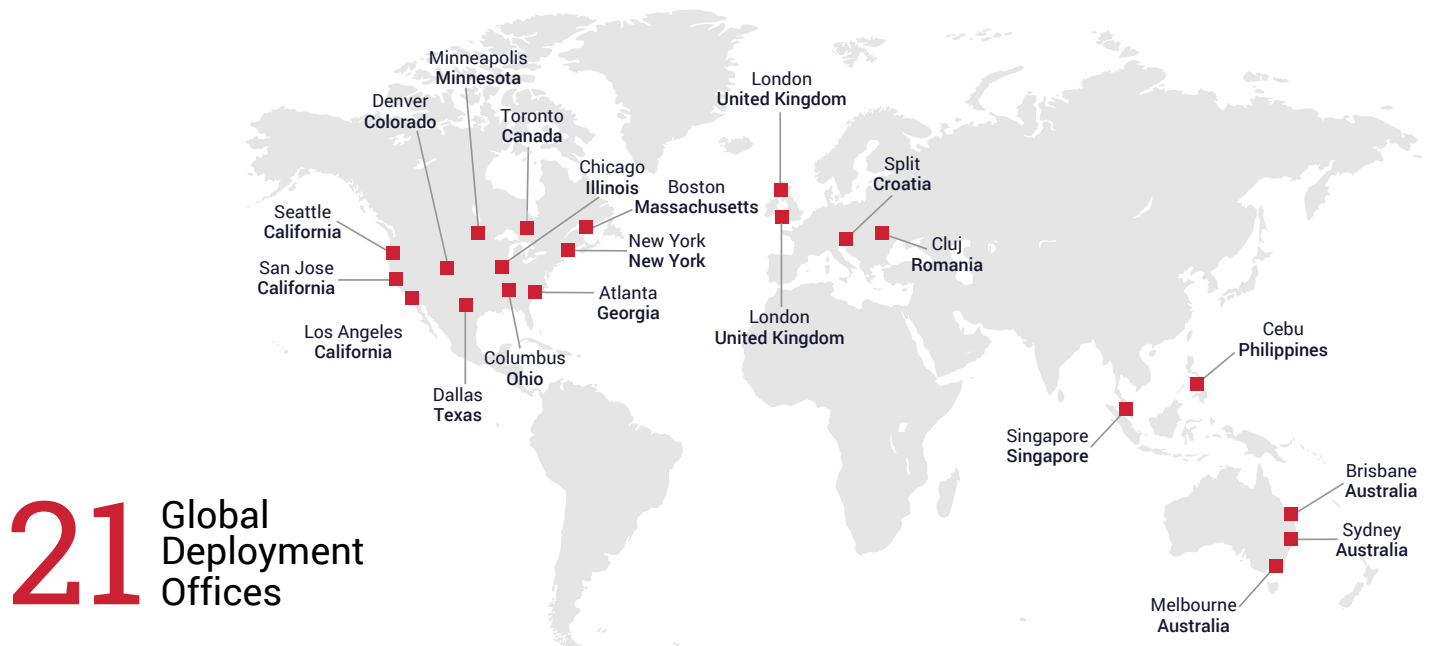 Minneapolis
Minnesota
London
United Kingdom
Denver
Colorado
Toronto
Canada
Chicago
Illinois
Split
Croatia
Boston
Massachusetts
Seattle
California
New York
New York
Cluj
Romania
San Jose
California
Atlanta
Georgia
London
United Kingdom
Los Angeles
California
Cebu
Philippines
Columbus
Ohio
Dallas
Texas
Singapore
Singapore
Brisbane
Australia
21
Global
Deployment
Offices
Sydney
Australia
Melbourne
Australia